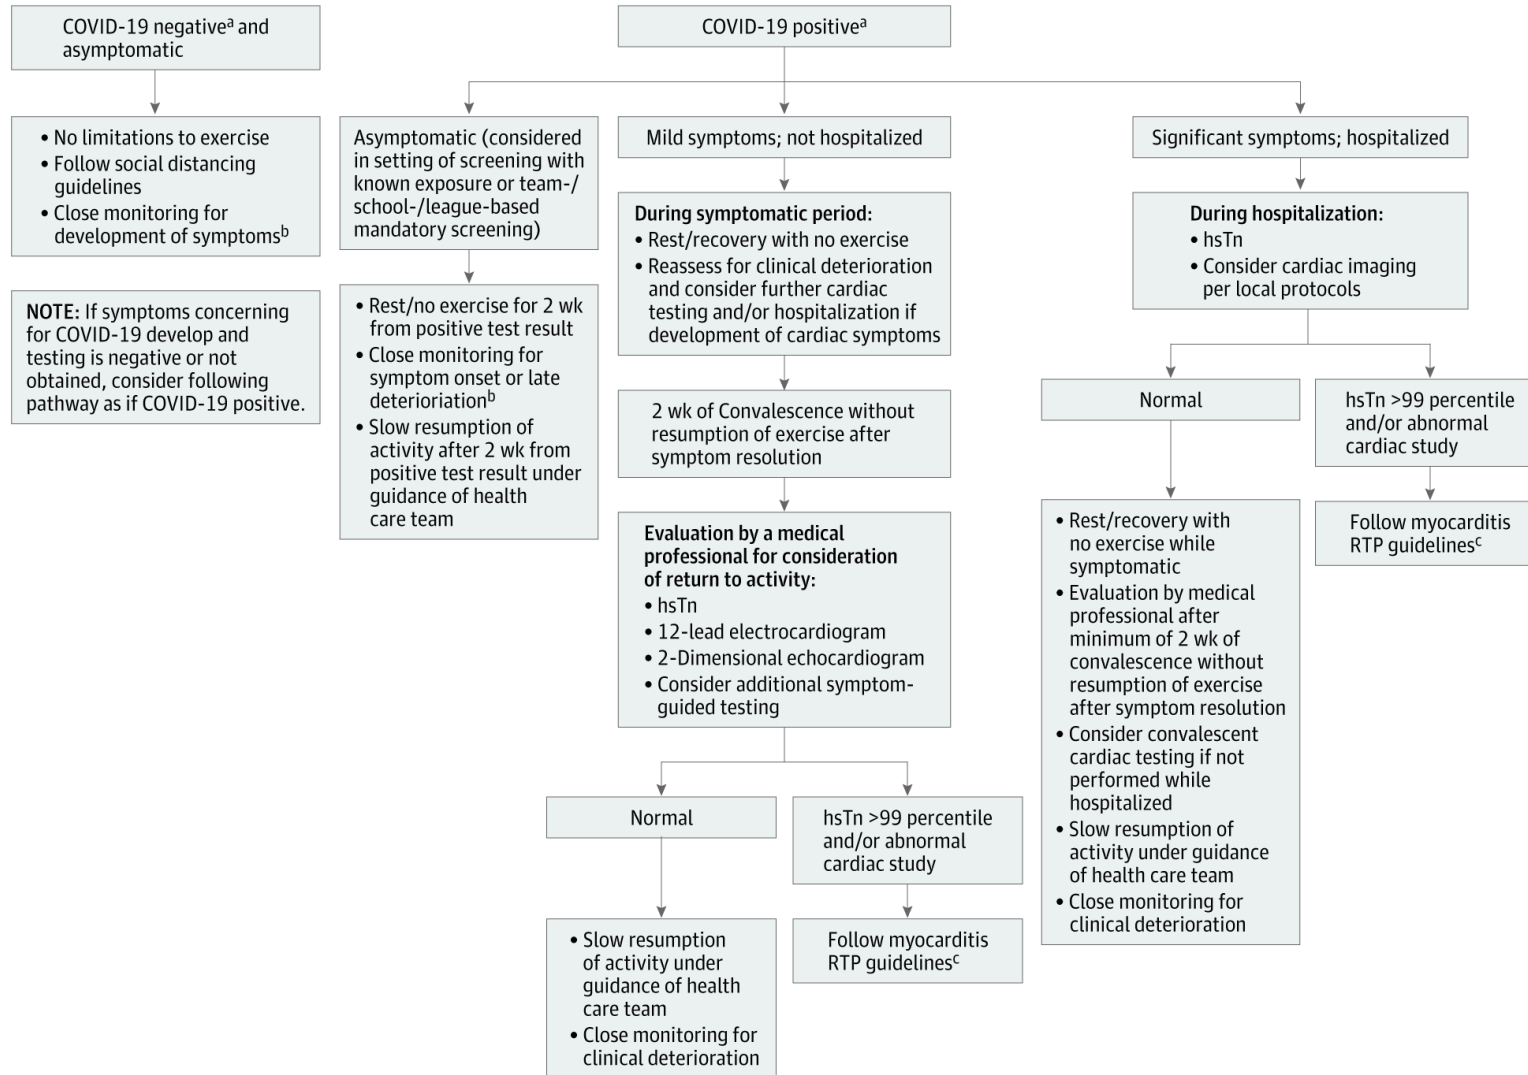 COVID-19 negativeᵃ and
asymptomatic
• No limitations to exercise
• Follow social distancing
guidelines
• Close monitoring for
development of symptomsᵇ
NOTE: If symptoms concerning
for COVID-19 develop and
testing is negative or not
obtained, consider following
pathway as if COVID-19 positive.
COVID-19 positiveᵃ
Asymptomatic (considered
in setting of screening with
known exposure or team-/
school-/league-based
mandatory screening)
• Rest/no exercise for 2 wk
from positive test result
• Close monitoring for
symptom onset or late
deterioriationᵇ
• Slow resumption of
activity after 2 wk from
positive test result under
guidance of health
care team
Mild symptoms; not hospitalized
During symptomatic period:
• Rest/recovery with no exercise
• Reassess for clinical deterioration
and consider further cardiac
testing and/or hospitalization if
development of cardiac symptoms
2 wk of Convalescence without
resumption of exercise after
symptom resolution
Evaluation by a medical
professional for consideration
of return to activity:
• hsTn
• 12-lead electrocardiogram
• 2-Dimensional echocardiogram
• Consider additional symptom-
guided testing
Normal
• Slow resumption
of activity under
guidance of health
care team
• Close monitoring for
clinical deterioration
hsTn >99 percentile
and/or abnormal
cardiac study
Follow myocarditis
RTP guidelinesᶜ
Significant symptoms; hospitalized
During hospitalization:
• hsTn
• Consider cardiac imaging
per local protocols
Normal
• Rest/recovery with
no exercise while
symptomatic
• Evaluation by medical
professional after
minimum of 2 wk of
convalescence without
resumption of exercise
after symptom resolution
• Consider convalescent
cardiac testing if not
performed while
hospitalized
• Slow resumption of
activity under guidance
of health care team
• Close monitoring for
clinical deterioration
hsTn >99 percentile
and/or abnormal
cardiac study
Follow myocarditis
RTP guidelinesᶜ